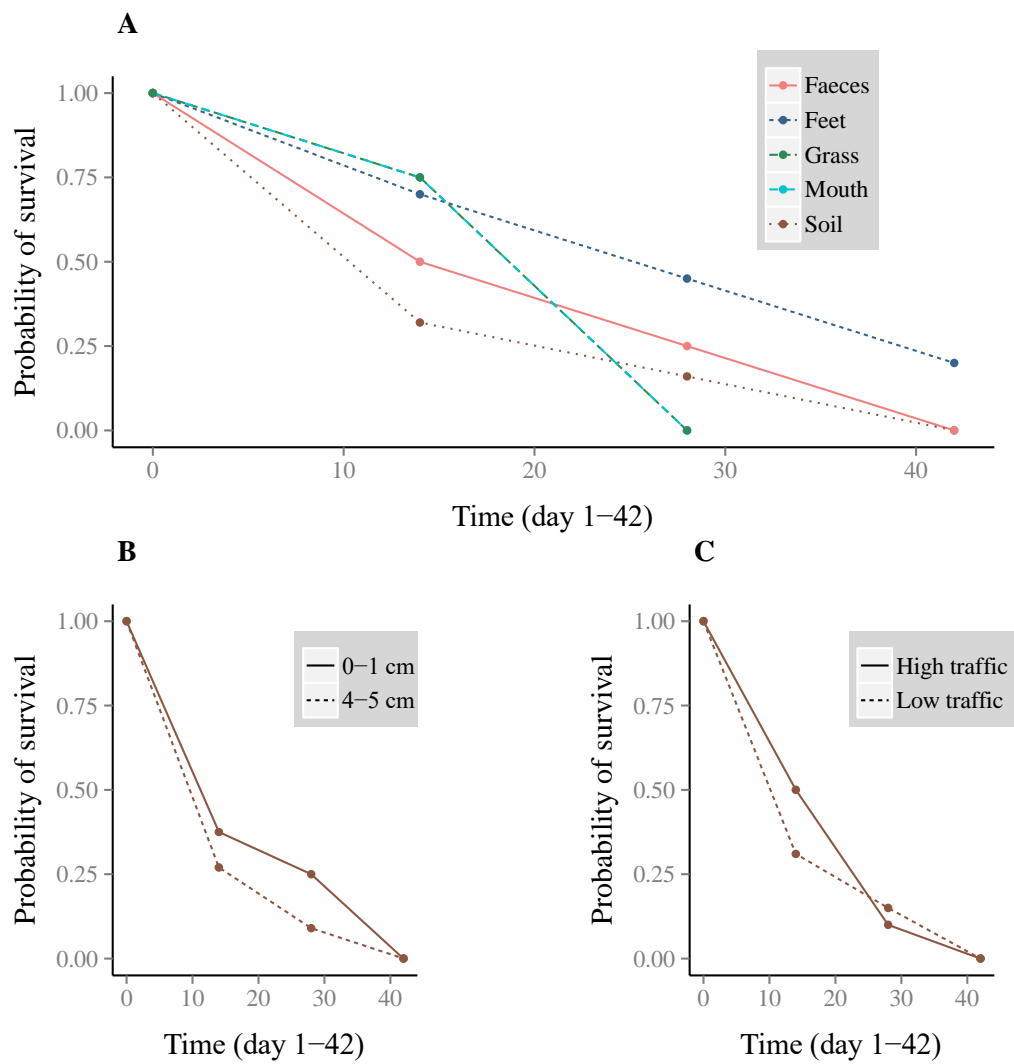 A
Probability of survival
1.00
0.75
0.50
0.25
0.00
Faeces
Feet
Grass
Mouth
Soil
0 10 20 30 40
Time (day 1−42)
B
Probability of survival
1.00
0.75
0.50
0.25
0.00
0−1 cm
4−5 cm
0 10 20 30 40
Time (day 1−42)
C
Probability of survival
1.00
0.75
0.50
0.25
0.00
High traffic
Low traffic
0 10 20 30 40
Time (day 1−42)